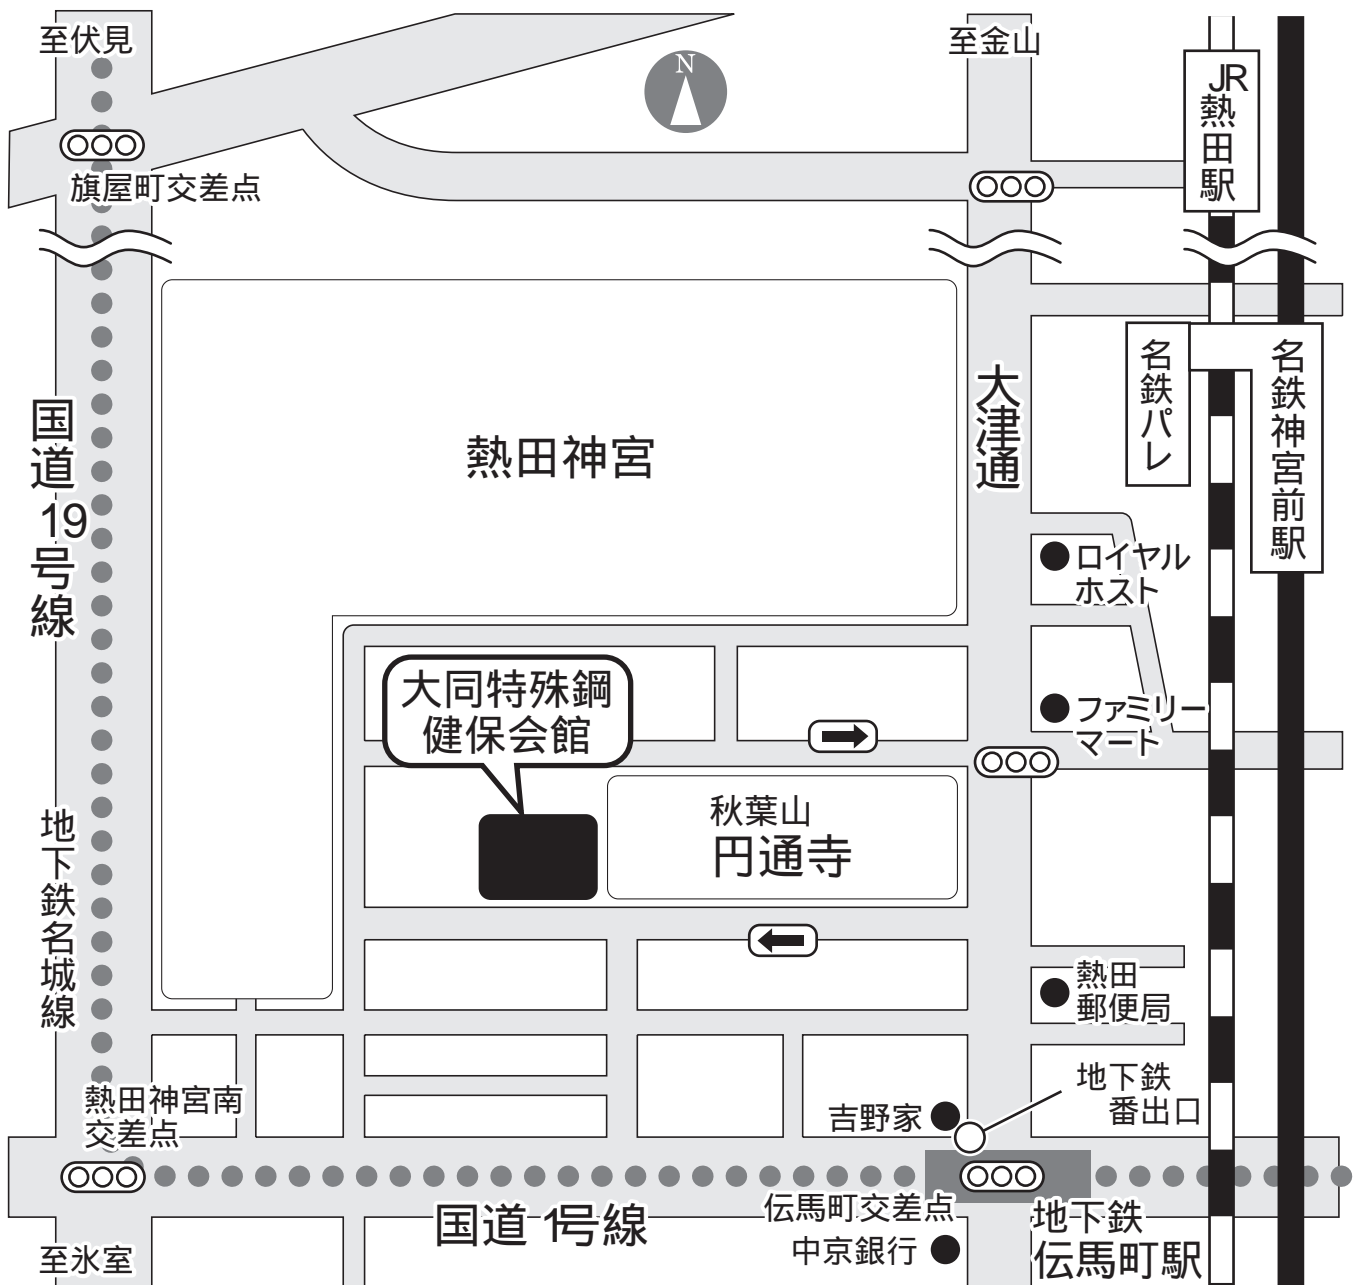 至伏見
至金山
N
JR熱田駅
旗屋町交差点
名鉄パレ
名鉄神宮前駅
大津通
国道19号線
熱田神宮
ロイヤル
ホスト
大同特殊鋼
健保会館
ファミリー
マート
秋葉山
円通寺
地下鉄名城線
熱田
郵便局
地下鉄
番出口
熱田神宮南
交差点
吉野家
伝馬町交差点
国道1号線
地下鉄
伝馬町駅
中京銀行
至氷室